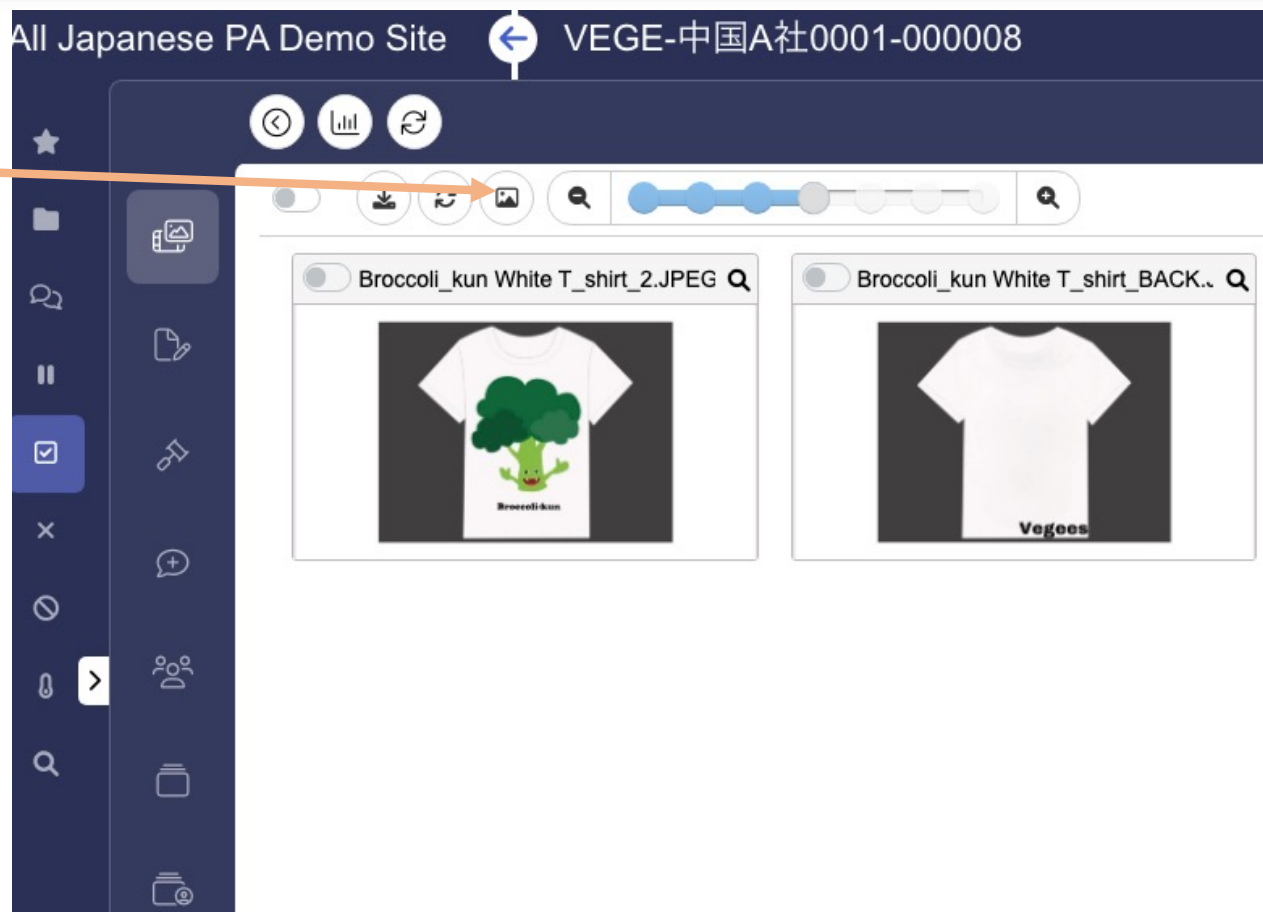 All Japanese PA Demo Site
VEGE-中国A社0001-000008
Broccoli_kun White T_shirt_2.JPEG
Broccoli_kun White T_shirt_BACK..
Broccoli-kun
Vegees